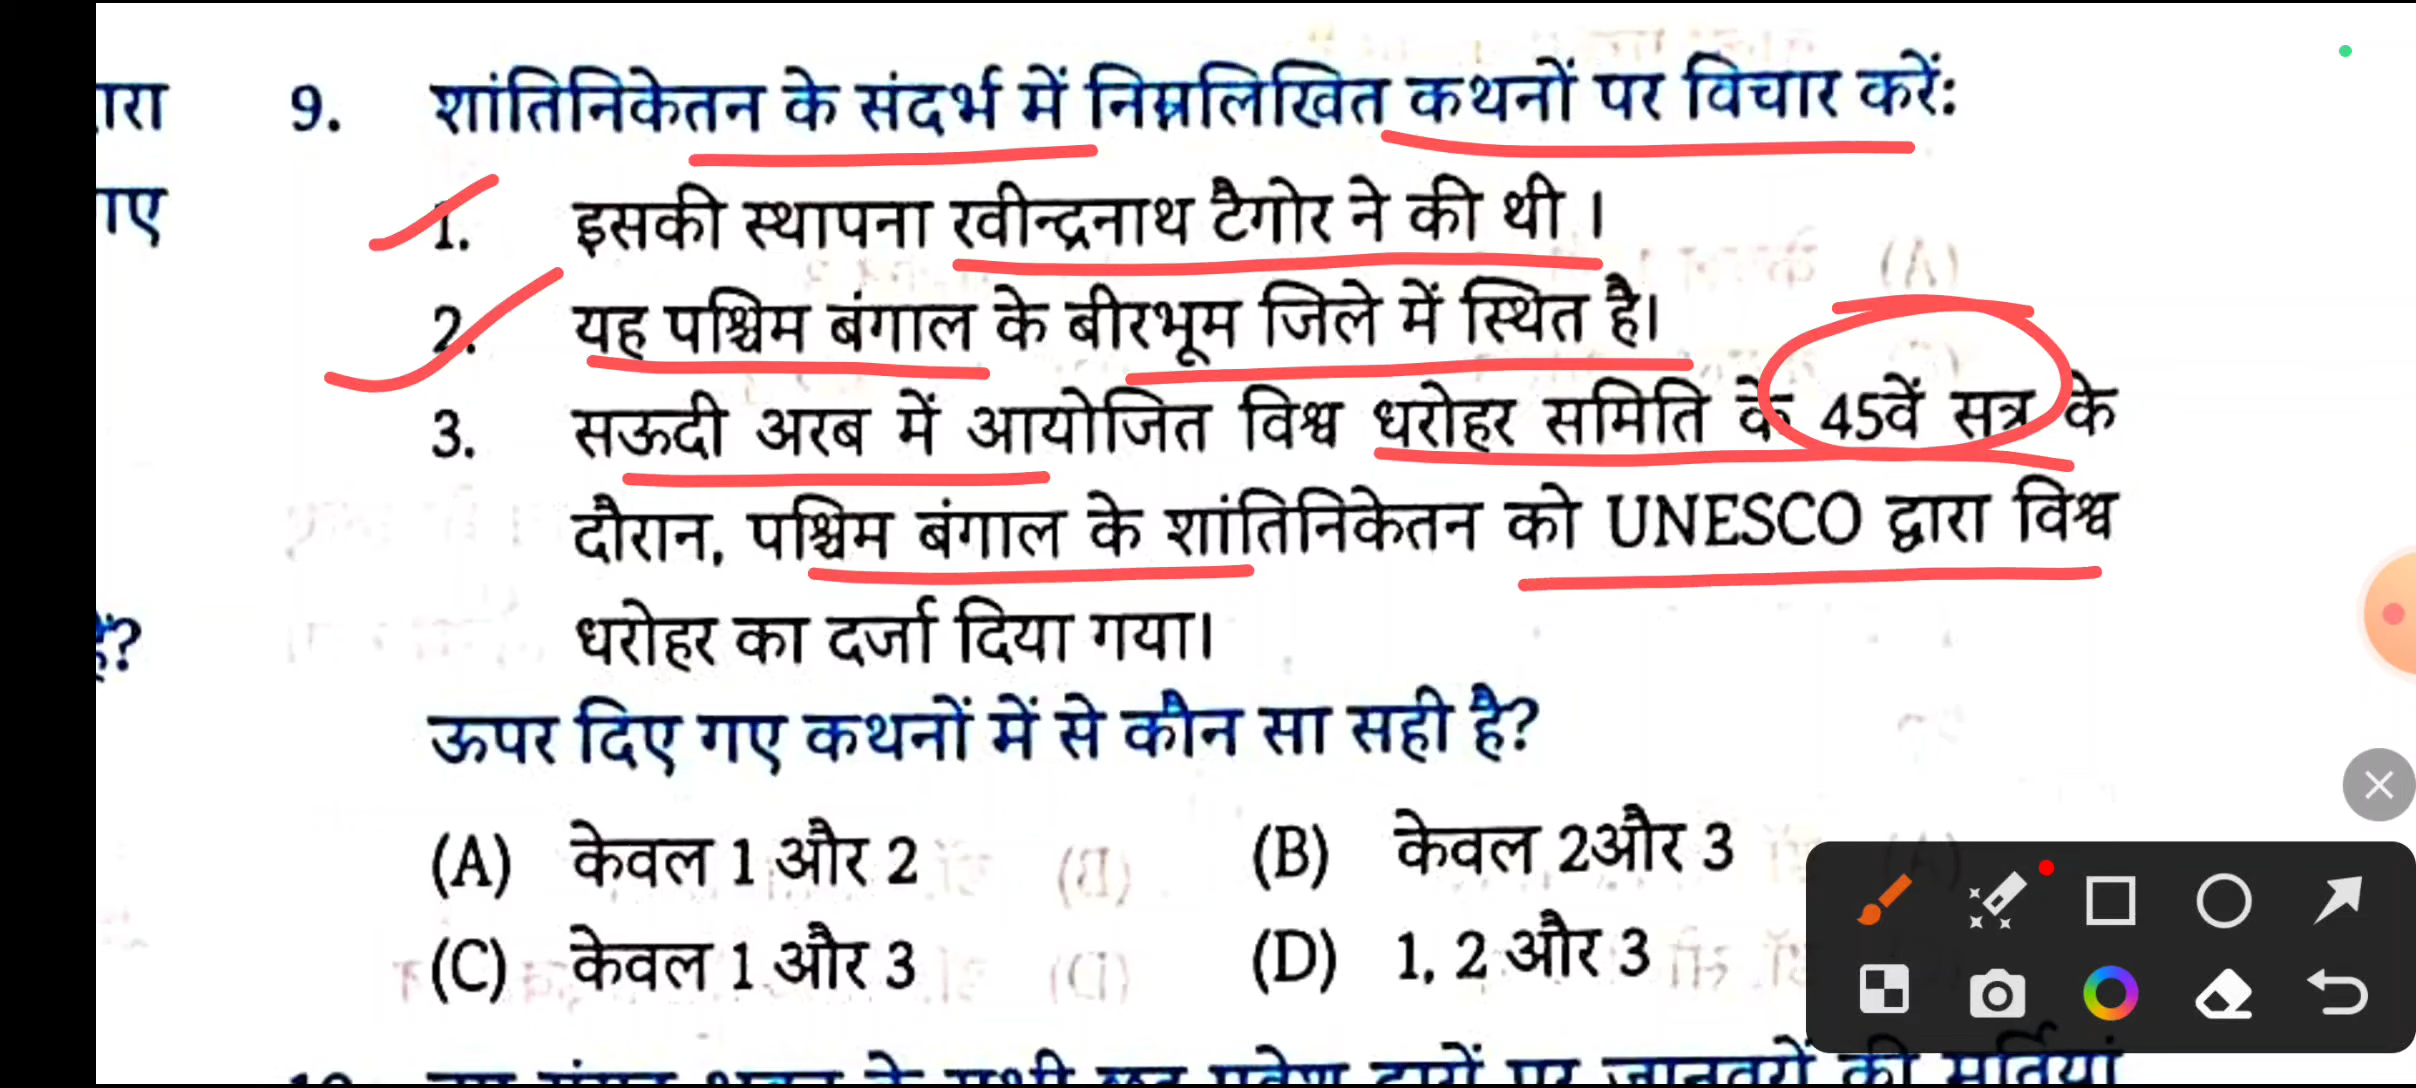 9. शांतिनिकेतन के संदर्भ में निम्नलिखित कथनों पर विचार करें:
1. इसकी स्थापना रवीन्द्रनाथ टैगोर ने की थी ।
2. यह पश्चिम बंगाल के बीरभूम जिले में स्थित है।
3. सऊदी अरब में आयोजित विश्व धरोहर समिति के 45वें सत्र के
दौरान, पश्चिम बंगाल के शांतिनिकेतन को UNESCO द्वारा विश्व
धरोहर का दर्जा दिया गया।
ऊपर दिए गए कथनों में से कौन सा सही है?
(A) केवल 1 और 2 (B) केवल 2और 3
(C) केवल 1 और 3 (D) 1, 2 और 3